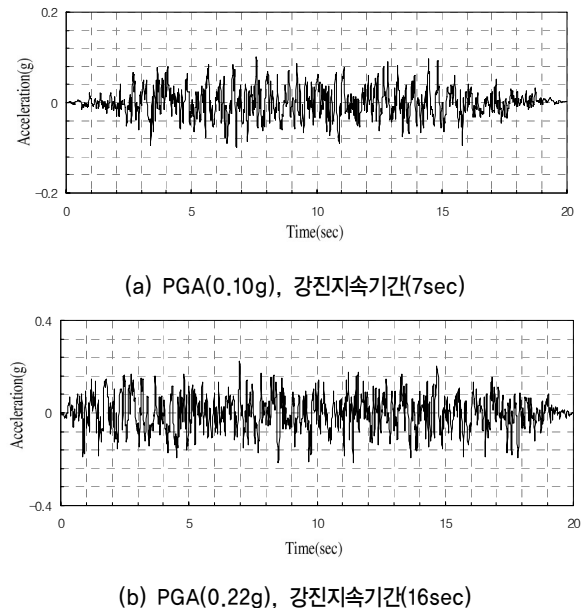 0.2
Acceleration(g)
0
-0.2
0 5 10 15 20
Time(sec)
(a) PGA(0.10g), 강진지속기간(7sec)
0.4
Acceleration(g)
0
-0.4
0 5 10 15 20
Time(sec)
(b) PGA(0.22g), 강진지속기간(16sec)